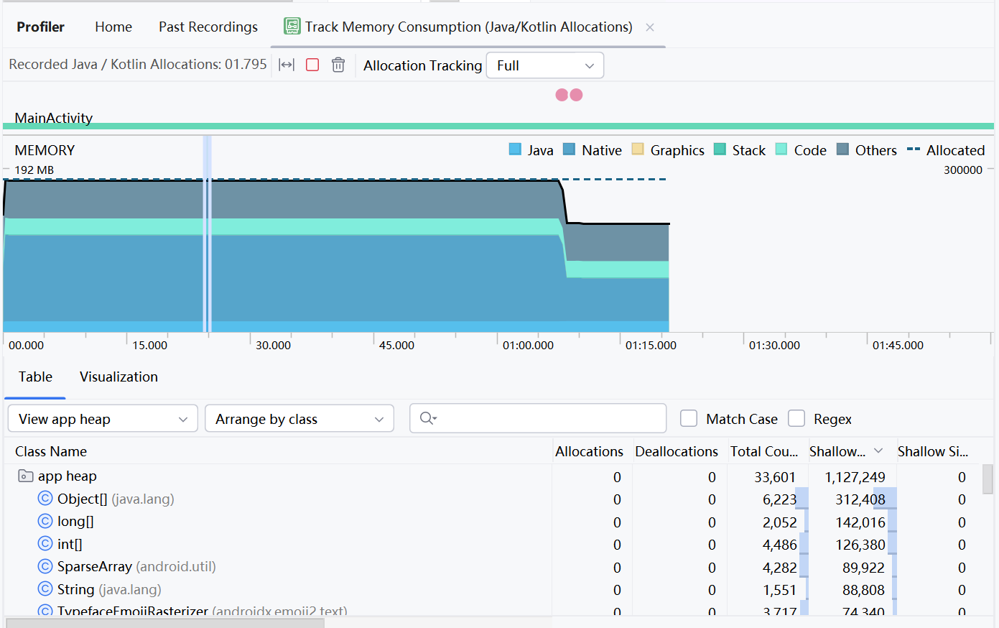 Profiler Home Past Recordings Track Memory Consumption (Java/Kotlin Allocations)
Recorded Java / Kotlin Allocations: 01.795 Allocation Tracking Full
MainActivity
MEMORY Java Native Graphics Stack Code Others Allocated
192 MB 300000
00.000 15.000 30.000 45.000 01:00.000 01:15.000 01:30.000 01:45.000
Table Visualization
View app heap Arrange by class Match Case Regex
Class Name Allocations Deallocations Total Cou... Shallow... Shallow Si...
app heap 0 0 33,601 1,127,249 0
Object[] (java.lang) 0 0 6,223 312,408 0
long[] 0 0 2,052 142,016 0
int[] 0 0 4,486 126,380 0
SparseArray (android.util) 0 0 4,282 89,922 0
String (java.lang) 0 0 1,551 88,808 0
TypefaceEmojiRasterizer (androidx.emoji2.text) 0 0 3,717 74,340 0